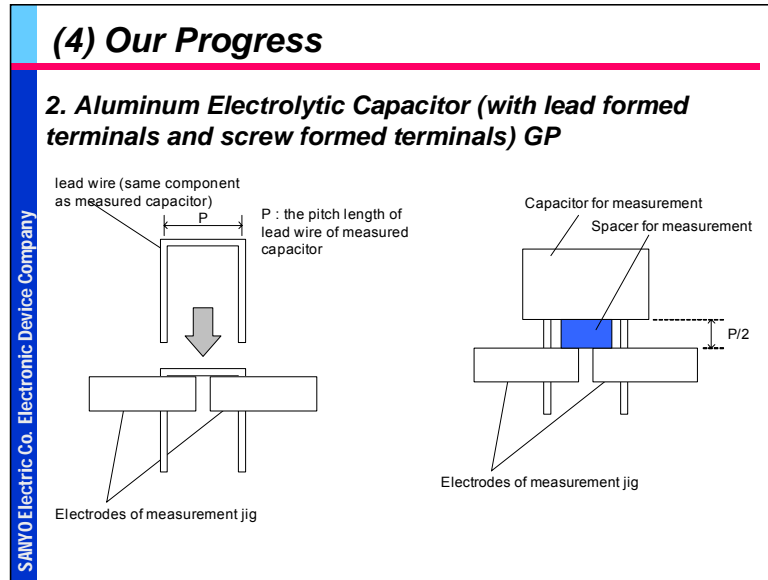 (4) Our Progress
2. Aluminum Electrolytic Capacitor (with lead formed
terminals and screw formed terminals) GP
lead wire (same component
as measured capacitor)
P
P : the pitch length of
lead wire of measured
capacitor
Electrodes of measurement jig
Capacitor for measurement
Spacer for measurement
P/2
Electrodes of measurement jig
SANYO Electric Co. Electronic Device Company